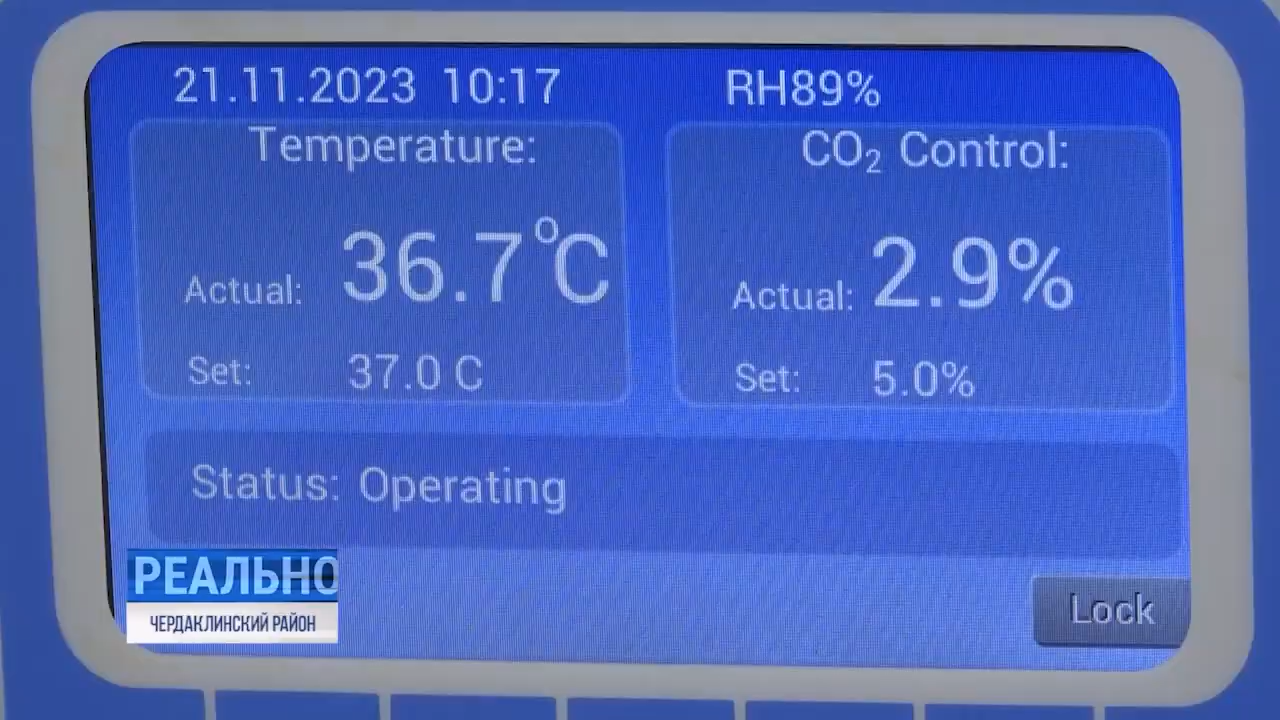 21.11.2023 10:17 RH89%
Temperature:
Actual: 36.7°C
Set: 37.0 C
CO₂ Control:
Actual: 2.9%
Set: 5.0%
Status: Operating
РЕАЛЬНО
ЧЕРДАКЛИНСКИЙ РАЙОН
Lock